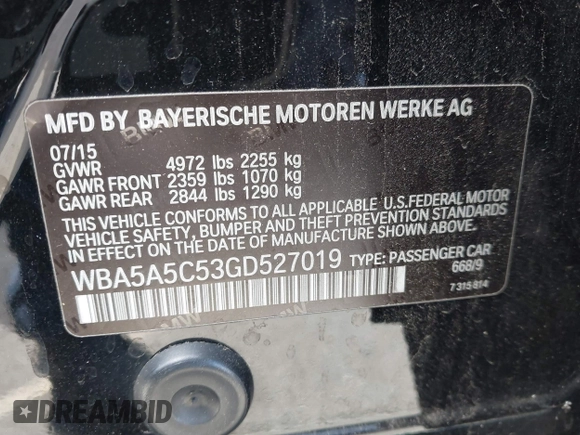 MFD BY BAYERISCHE MOTOREN WERKE AG
07/15
GVWR 4972 lbs 2255 kg
GAWR FRONT 2359 lbs 1070 kg
GAWR REAR 2844 lbs 1290 kg
THIS VEHICLE CONFORMS TO ALL APPLICABLE U.S.FEDERAL MOTOR
VEHICLE SAFETY, BUMPER AND THEFT PREVENTION STANDARDS
IN EFFECT ON THE DATE OF MANUFACTURE SHOWN ABOVE.
WBA5A5C53GD527019 TYPE: PASSENGER CAR
668/9
7 315 814
DREAMBID